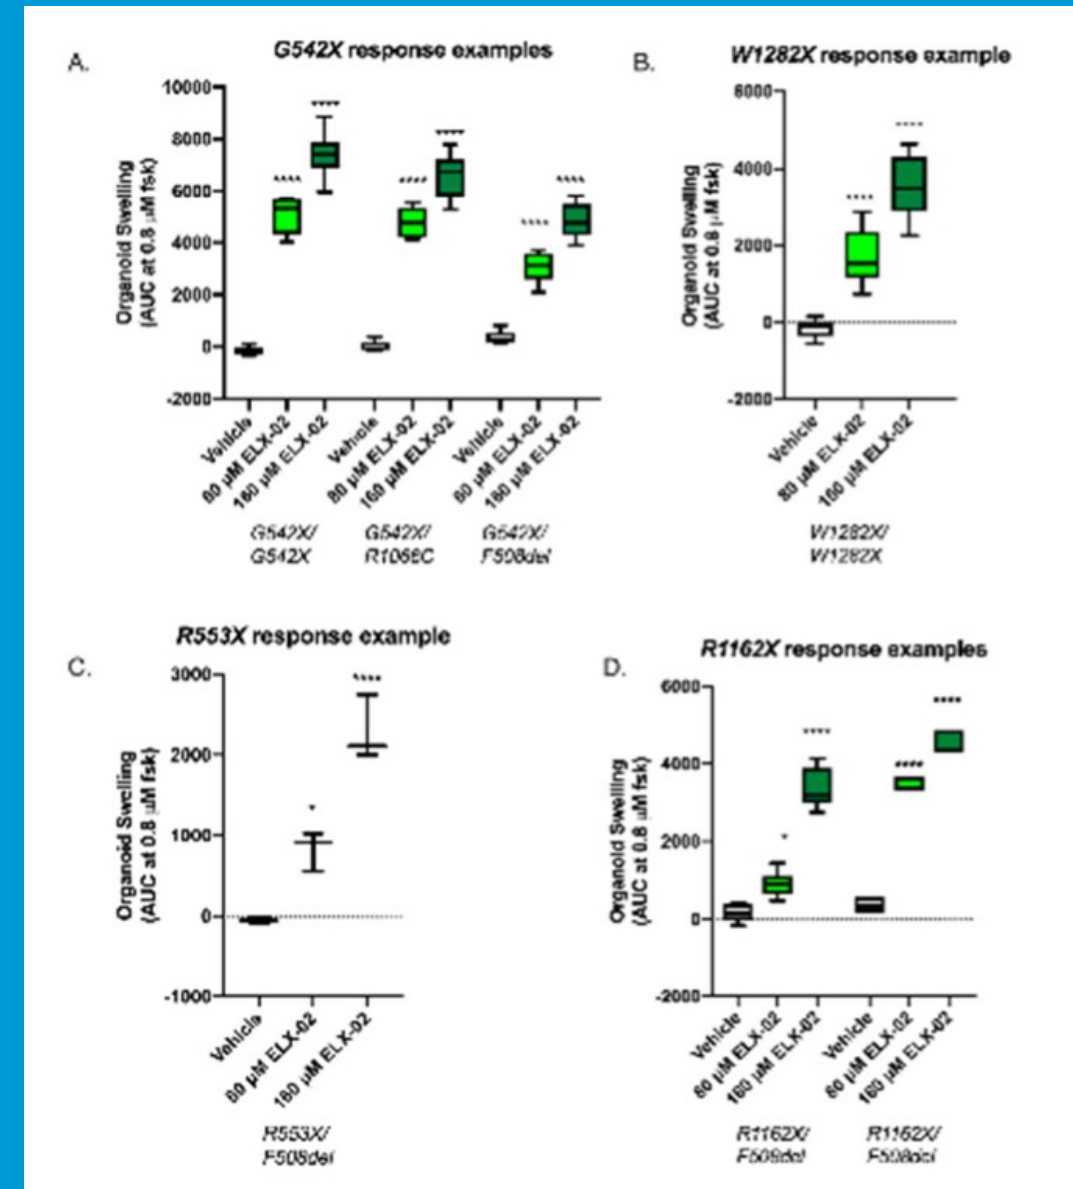 A.
G542X response examples
Organoid Swelling
(AUC at 0.8 µM fsk)
10000
8000
6000
4000
2000
0
-2000
****
****
****
****
****
****
Vehicle
80 µM ELX-02
160 µM ELX-02
Vehicle
80 µM ELX-02
160 µM ELX-02
Vehicle
80 µM ELX-02
160 µM ELX-02
G542X/
G542X
G542X/
R1066C
G542X/
F508del
B.
W1282X response example
Organoid Swelling
(AUC at 0.8 µM fsk)
6000
4000
2000
0
-2000
****
****
Vehicle
80 µM ELX-02
160 µM ELX-02
W1282X/
W1282X
C.
R553X response example
Organoid Swelling
(AUC at 0.8 µM fsk)
3000
2000
1000
0
-1000
*
****
Vehicle
80 µM ELX-02
160 µM ELX-02
R553X/
F508del
D.
R1162X response examples
Organoid Swelling
(AUC at 0.8 µM fsk)
6000
4000
2000
0
-2000
*
****
****
****
Vehicle
80 µM ELX-02
160 µM ELX-02
Vehicle
80 µM ELX-02
160 µM ELX-02
R1162X/
F508del
R1162X/
F508del